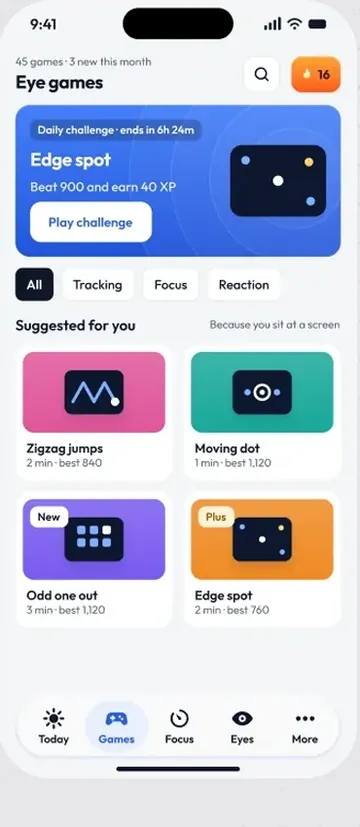 9:41
45 games · 3 new this month
Eye games
16
Daily challenge · ends in 6h 24m
Edge spot
Beat 900 and earn 40 XP
Play challenge
All
Tracking
Focus
Reaction
Suggested for you
Because you sit at a screen
Zigzag jumps
2 min · best 840
Moving dot
1 min · best 1,120
New
Odd one out
3 min · best 1,120
Plus
Edge spot
2 min · best 760
Today
Games
Focus
Eyes
More